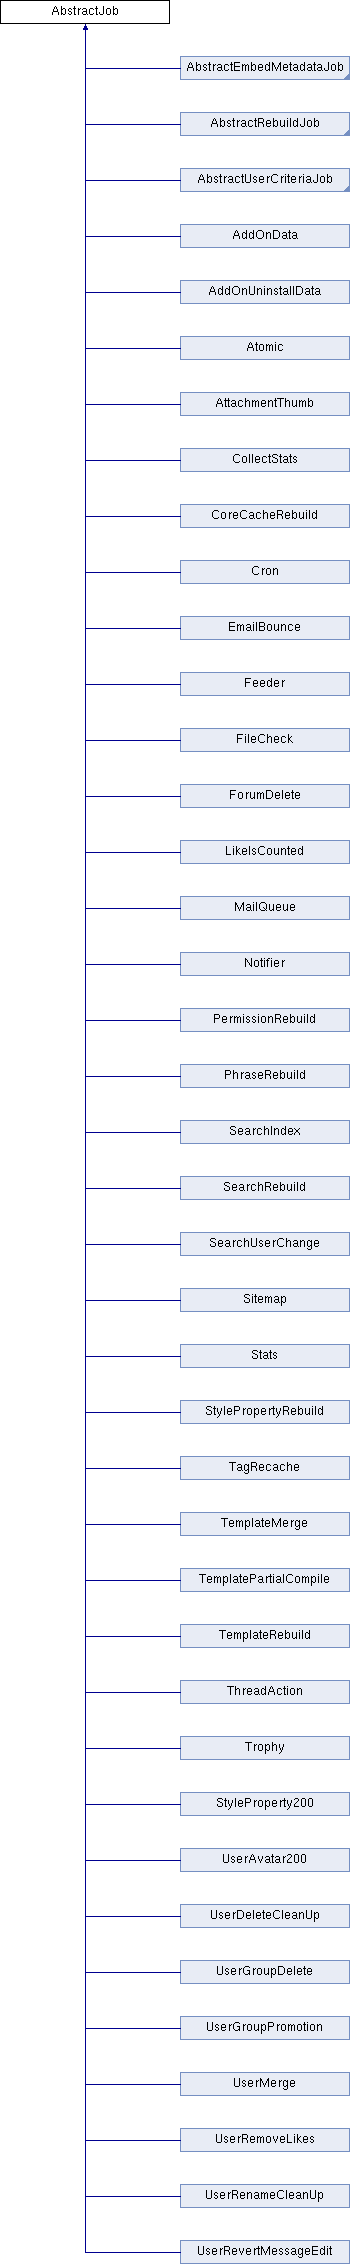 AbstractJob
AbstractEmbedMetadataJob
AbstractRebuildJob
AbstractUserCriteriaJob
AddOnData
AddOnUninstallData
Atomic
AttachmentThumb
CollectStats
CoreCacheRebuild
Cron
EmailBounce
Feeder
FileCheck
ForumDelete
LikeIsCounted
MailQueue
Notifier
PermissionRebuild
PhraseRebuild
SearchIndex
SearchRebuild
SearchUserChange
Sitemap
Stats
StylePropertyRebuild
TagRecache
TemplateMerge
TemplatePartialCompile
TemplateRebuild
ThreadAction
Trophy
StyleProperty200
UserAvatar200
UserDeleteCleanUp
UserGroupDelete
UserGroupPromotion
UserMerge
UserRemoveLikes
UserRenameCleanUp
UserRevertMessageEdit